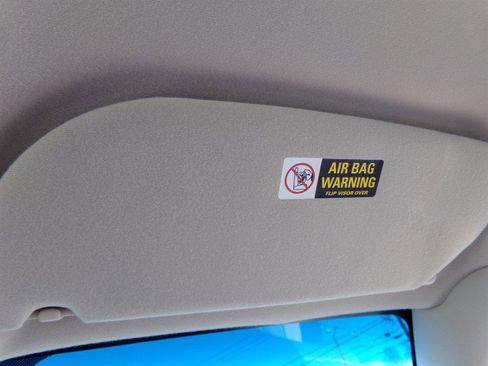 AIR BAG
WARNING
FLIP VISOR OVER